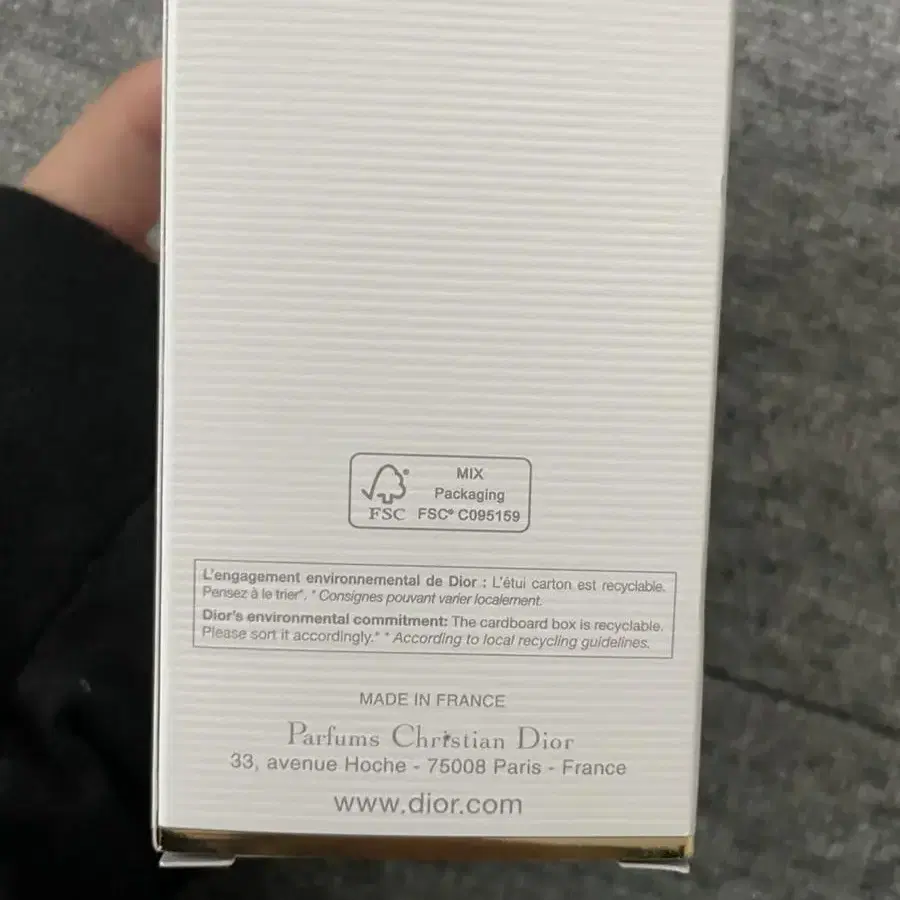 MIX
Packaging
FSC FSC® C095159
L'engagement environnemental de Dior : L'étui carton est recyclable.
Pensez à le trier*. * Consignes pouvant varier localement.
Dior's environmental commitment: The cardboard box is recyclable.
Please sort it accordingly.* * According to local recycling guidelines.
MADE IN FRANCE
Parfums Christian Dior
33, avenue Hoche - 75008 Paris - France
www.dior.com